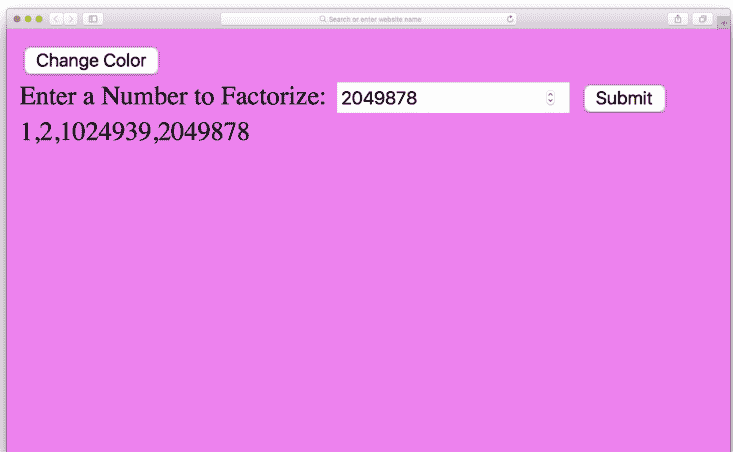 Search or enter website name
Change Color
Enter a Number to Factorize: 2049878 Submit
1,2,1024939,2049878